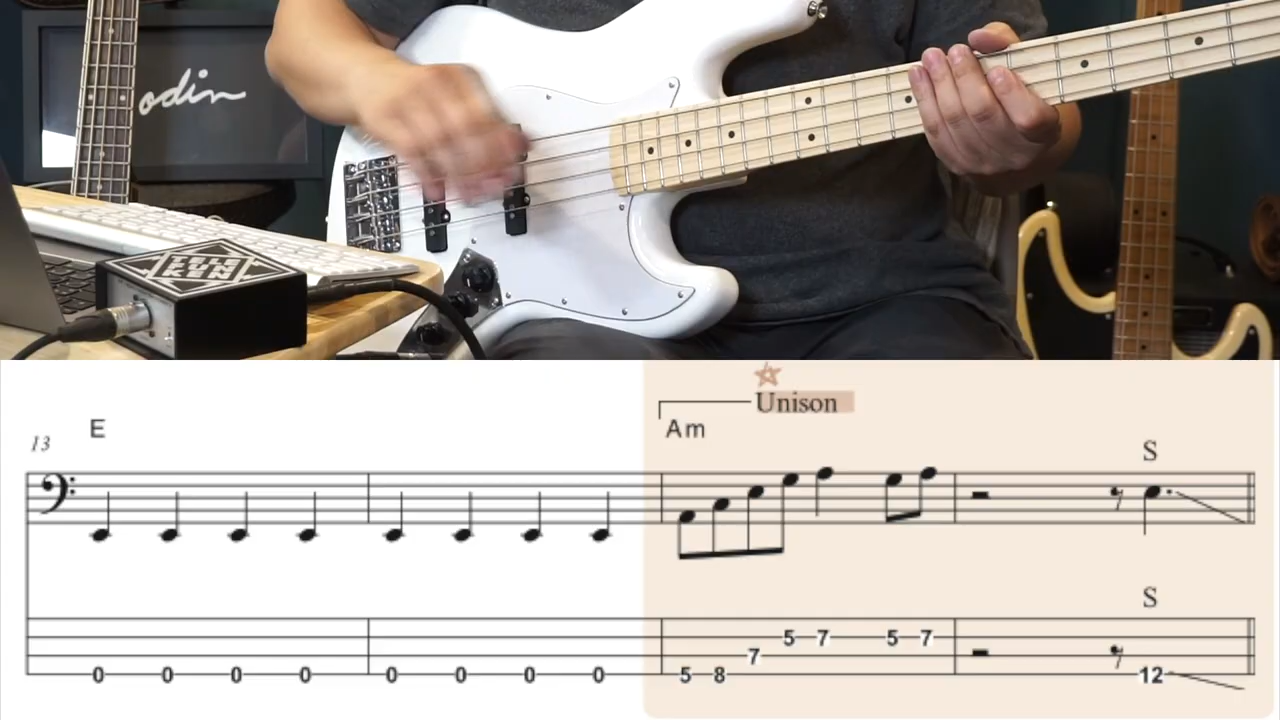 odin
TELE
FUN
KEN
Unison
E
Am
13
S
S
5 7 5 7
7
0 0 0 0 0 0 0 0 5 8 12